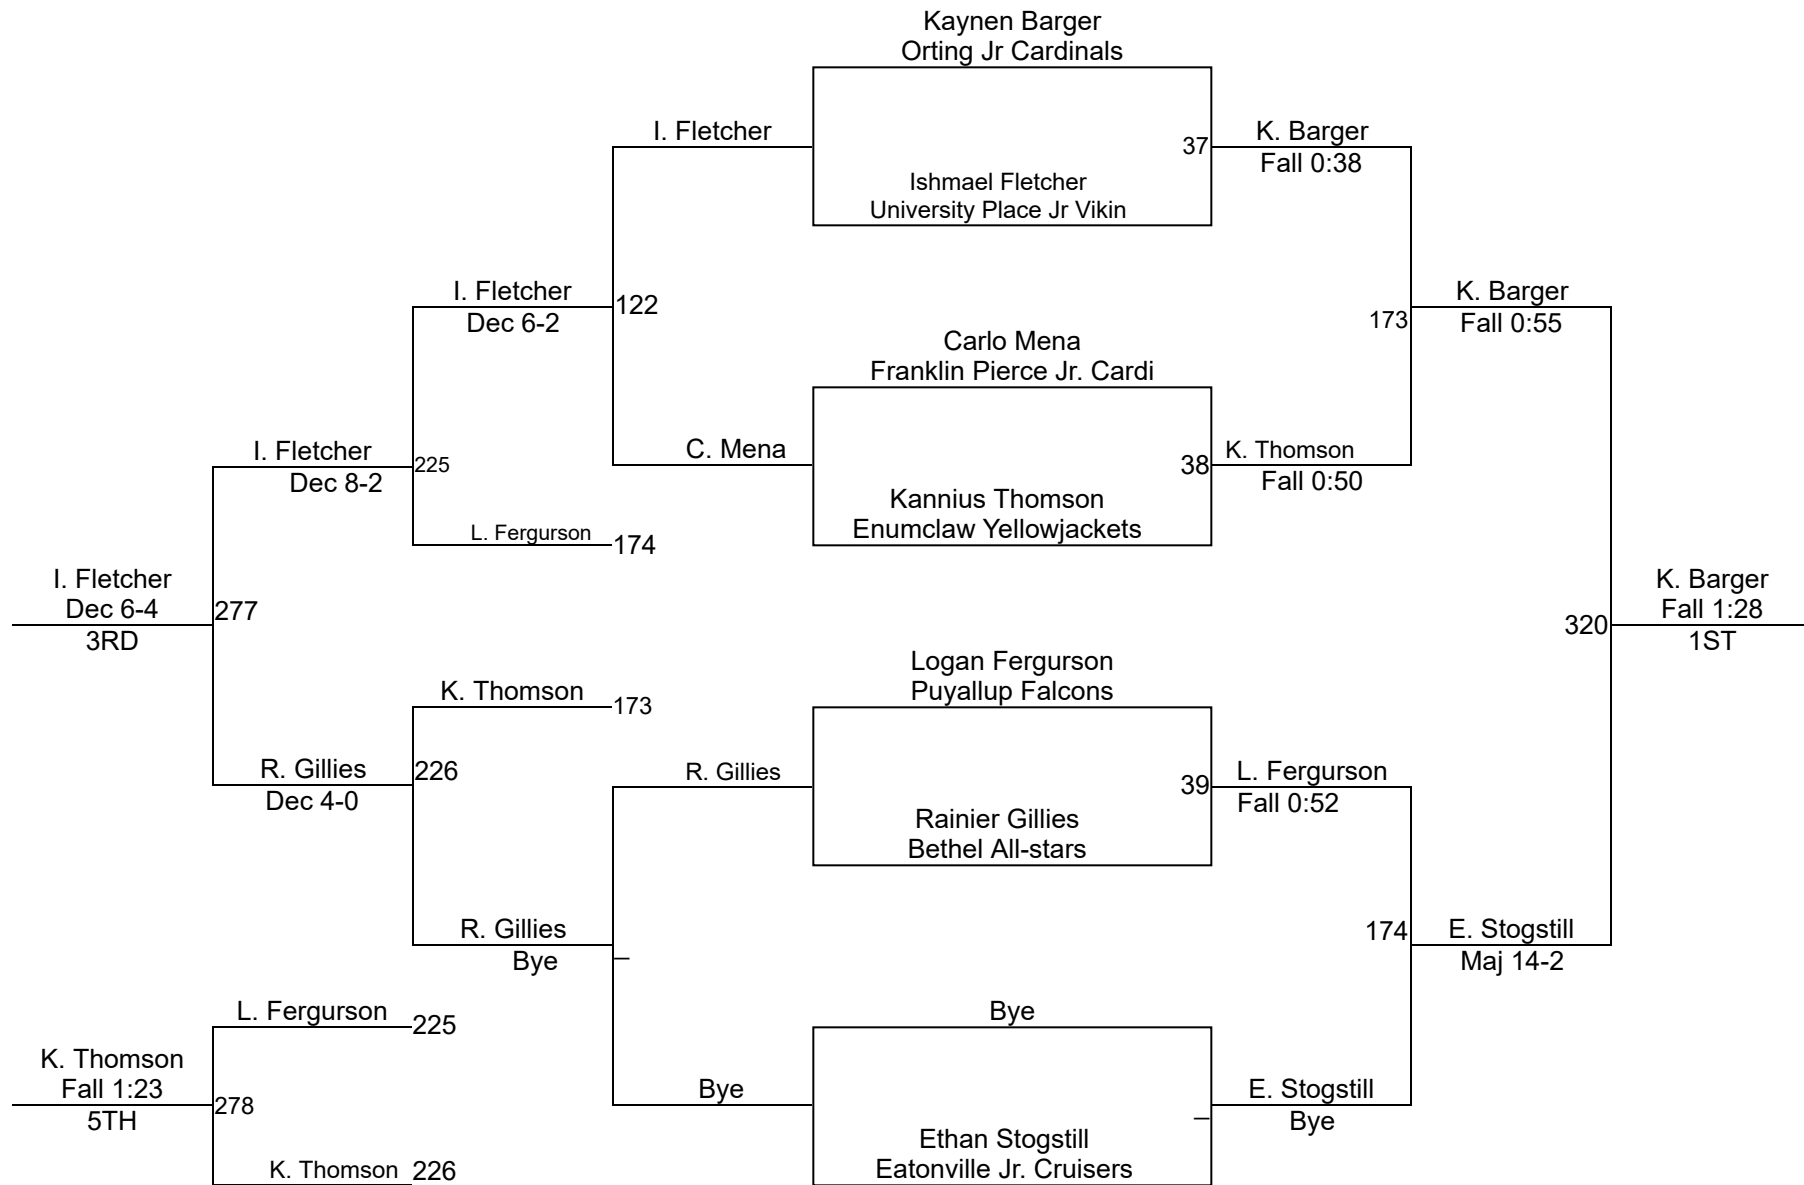 Kaynen Barger
Orting Jr Cardinals
I. Fletcher
37
K. Barger
Fall 0:38
Ishmael Fletcher
University Place Jr Vikin
I. Fletcher
Dec 6-2
122
K. Barger
Fall 0:55
173
Carlo Mena
Franklin Pierce Jr. Cardi
I. Fletcher
Dec 8-2
225
C. Mena
38
K. Thomson
Fall 0:50
Kannius Thomson
Enumclaw Yellowjackets
L. Fergurson
174
I. Fletcher
Dec 6-4
3RD
277
320
K. Barger
Fall 1:28
1ST
Logan Fergurson
Puyallup Falcons
K. Thomson
173
R. Gillies
Dec 4-0
226
R. Gillies
39
L. Fergurson
Fall 0:52
Rainier Gillies
Bethel All-stars
R. Gillies
Bye
_
174
E. Stogstill
Maj 14-2
L. Fergurson
225
Bye
K. Thomson
Fall 1:23
5TH
278
Bye
_
E. Stogstill
Bye
Ethan Stogstill
Eatonville Jr. Cruisers
K. Thomson
226